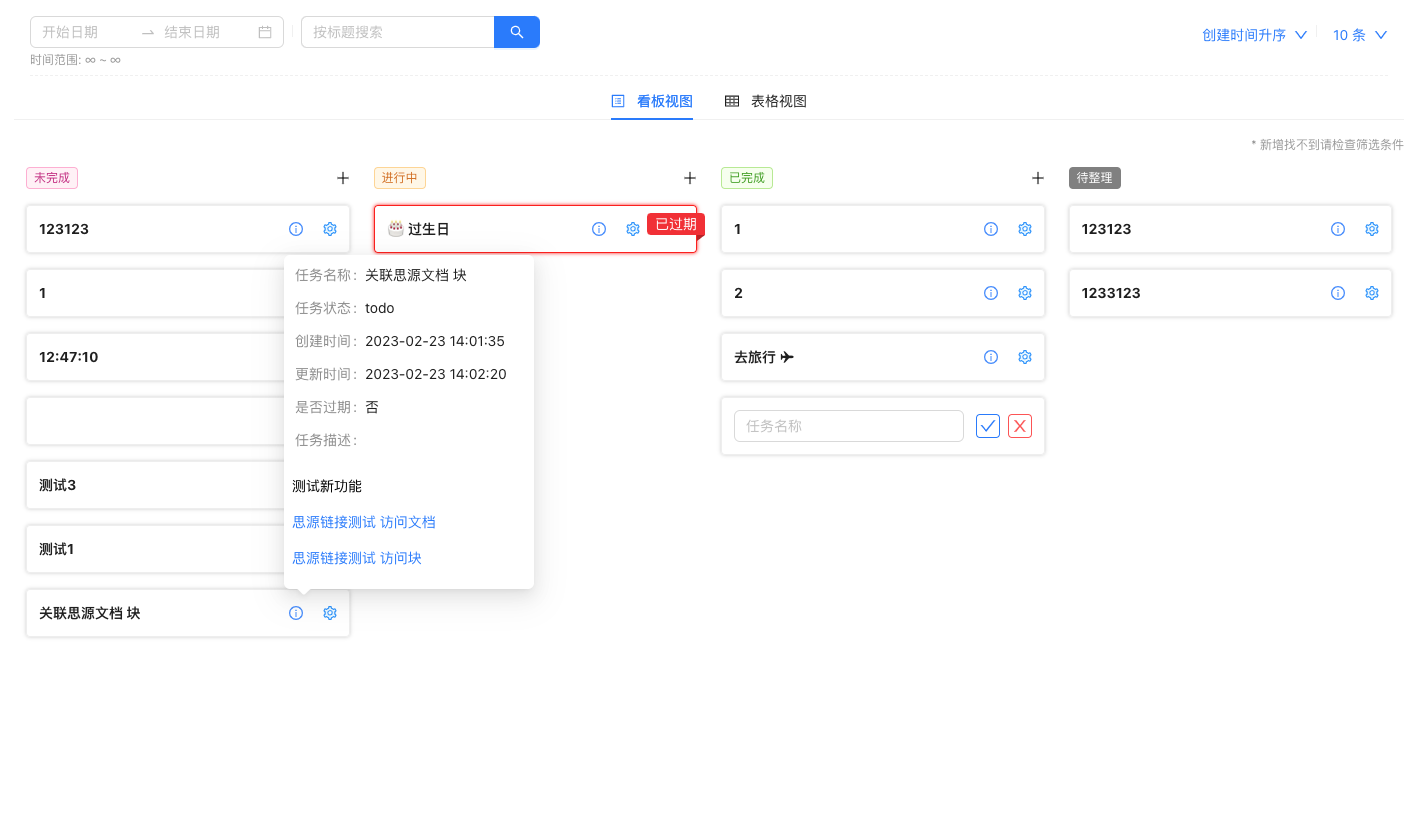 开始日期 结束日期 按标题搜索 创建时间升序 10 条
时间范围: ∞ ~ ∞
看板视图 表格视图
* 新增找不到请检查筛选条件
未完成
123123
1
12:47:10
测试3
测试1
关联思源文档 块
进行中
🎂 过生日
已过期
任务名称: 关联思源文档 块
任务状态: todo
创建时间: 2023-02-23 14:01:35
更新时间: 2023-02-23 14:02:20
是否过期: 否
任务描述:
测试新功能
思源链接测试 访问文档
思源链接测试 访问块
已完成
1
2
去旅行 ✈
任务名称
待整理
123123
1233123